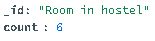 _id: "Room in hostel"
count : 6